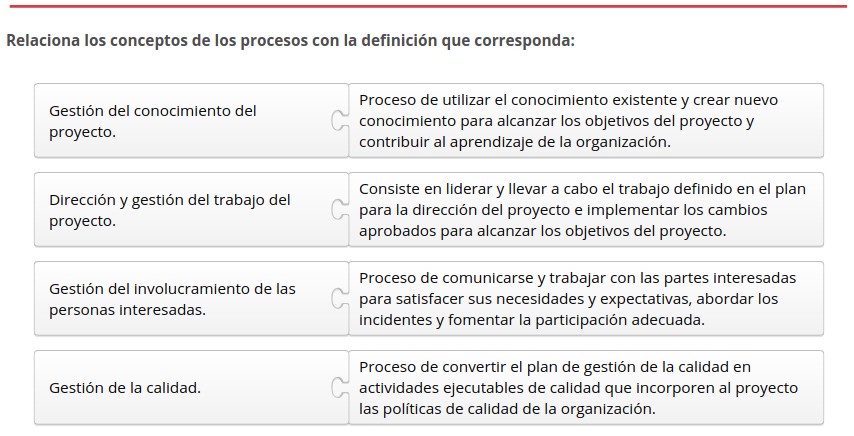 Relaciona los conceptos de los procesos con la definición que corresponda:
Gestión del conocimiento del
proyecto.
Proceso de utilizar el conocimiento existente y crear nuevo
conocimiento para alcanzar los objetivos del proyecto y
contribuir al aprendizaje de la organización.
Dirección y gestión del trabajo del
proyecto.
Consiste en liderar y llevar a cabo el trabajo definido en el plan
para la dirección del proyecto e implementar los cambios
aprobados para alcanzar los objetivos del proyecto.
Gestión del involucramiento de las
personas interesadas.
Proceso de comunicarse y trabajar con las partes interesadas
para satisfacer sus necesidades y expectativas, abordar los
incidentes y fomentar la participación adecuada.
Gestión de la calidad.
Proceso de convertir el plan de gestión de la calidad en
actividades ejecutables de calidad que incorporen al proyecto
las políticas de calidad de la organización.